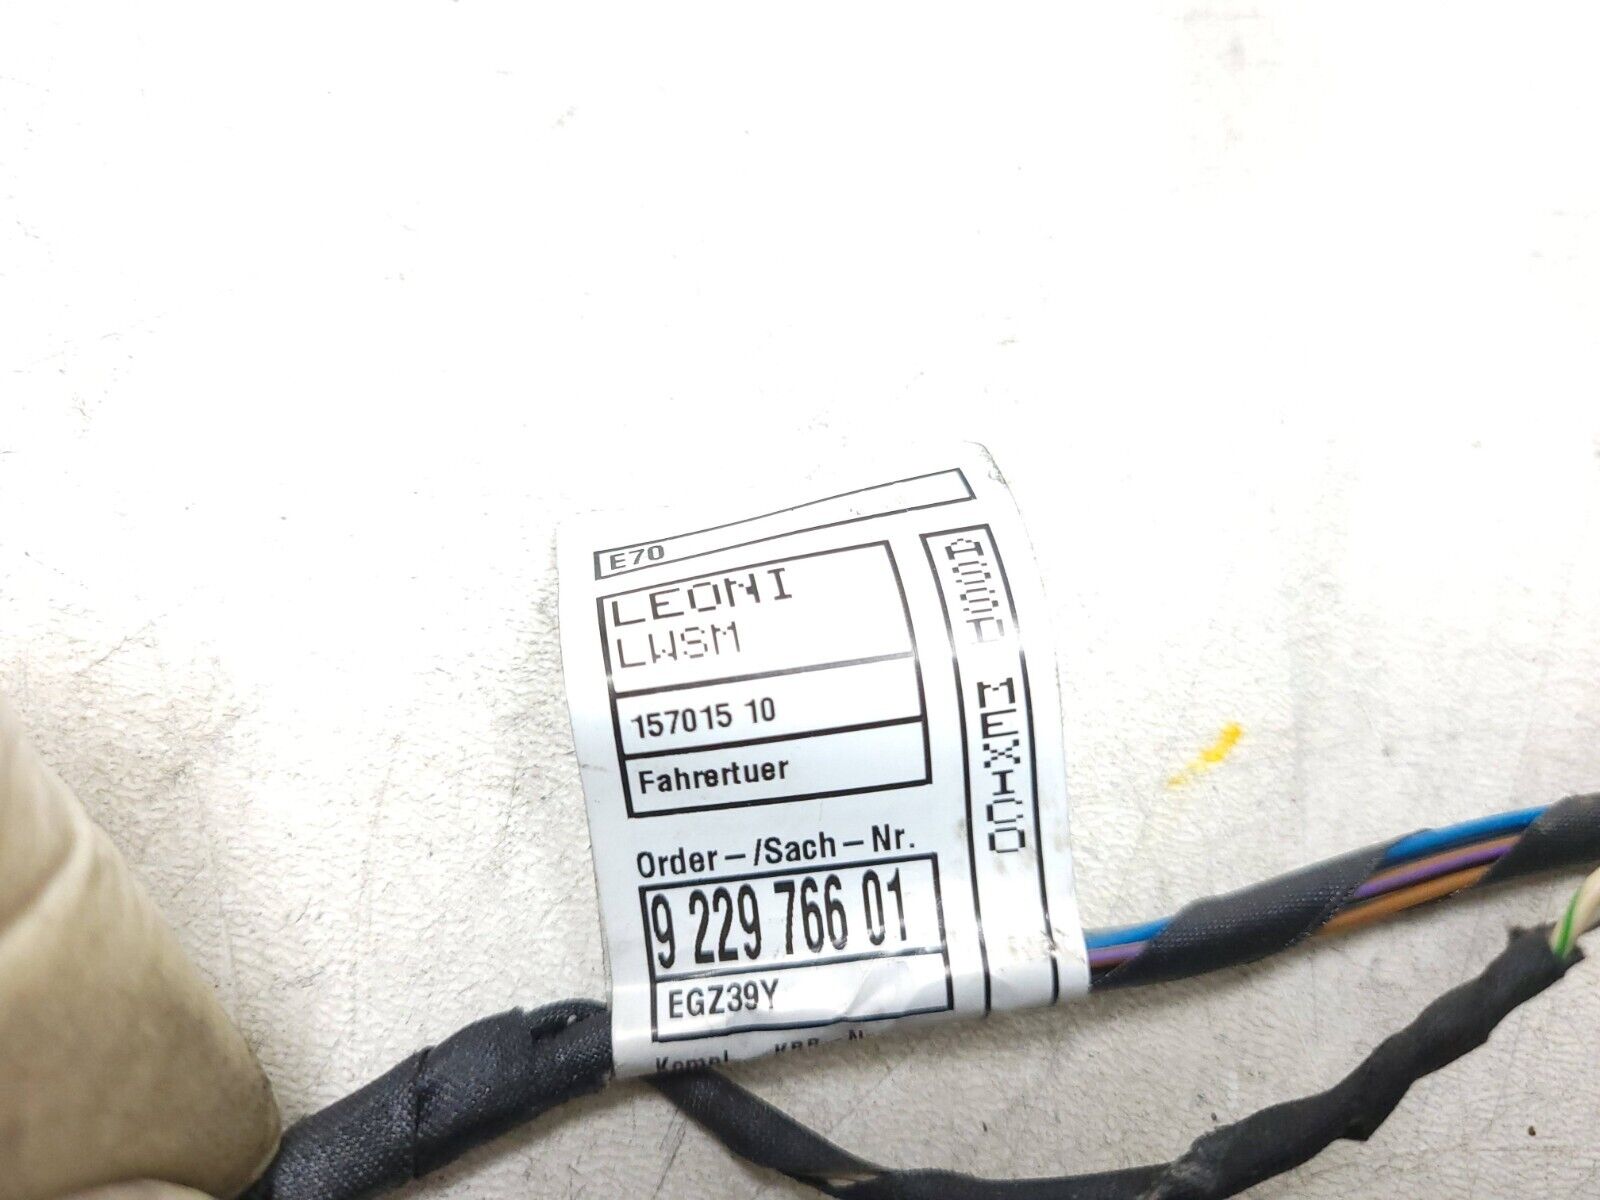 E70
LEONI
LWSM
157015 10
Fahrertuer
Order-/Sach-Nr.
9 229 766 01
EGZ39Y
ASSD MEXICO